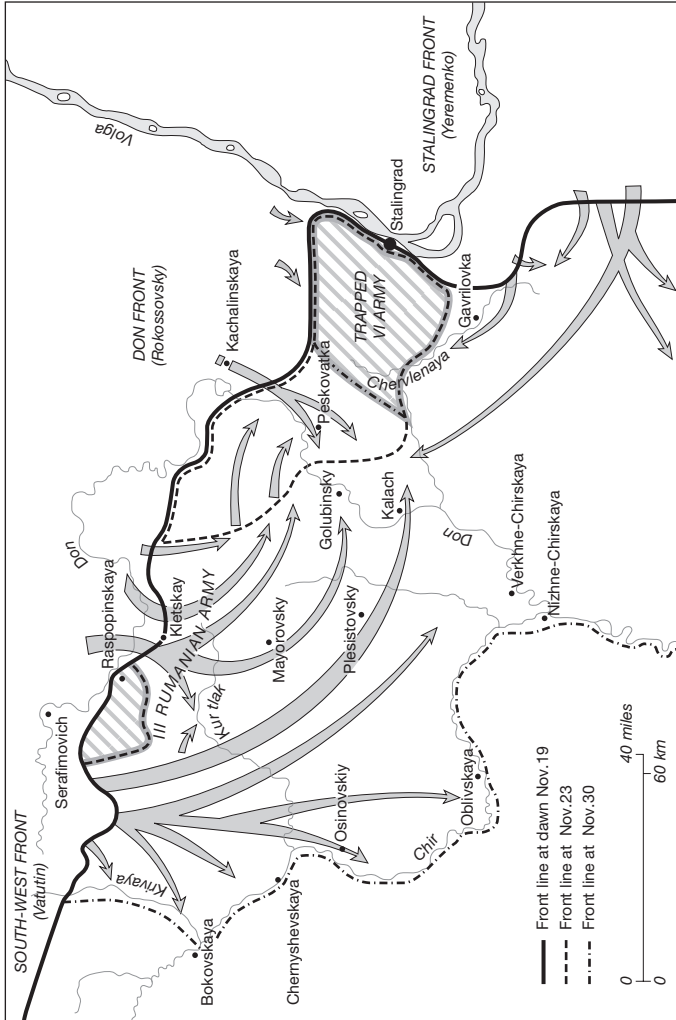 SOUTH-WEST FRONT
(Vatutin)
Serafimovich
Raspopinskaya
Don
Kletskay
III RUMANIAN ARMY
DON FRONT
(Rokossovsky)
Kachalinskaya
Volga
STALINGRAD FRONT
(Yeremenko)
Stalingrad
TRAPPED
VI ARMY
Peskovatka
Chervlenaya
Gavrilovka
Golubinsky
Kalach
Don
Mayorovsky
Plesistovsky
Kur tlak
Krivaya
Bokovskaya
Chernyshevskaya
Osinovskiy
Chir
Oblivskaya
Verkhne-Chirskaya
Nizhne-Chirskaya
Front line at dawn Nov.19
Front line at Nov.23
Front line at Nov.30
0 40 miles
0 60 km